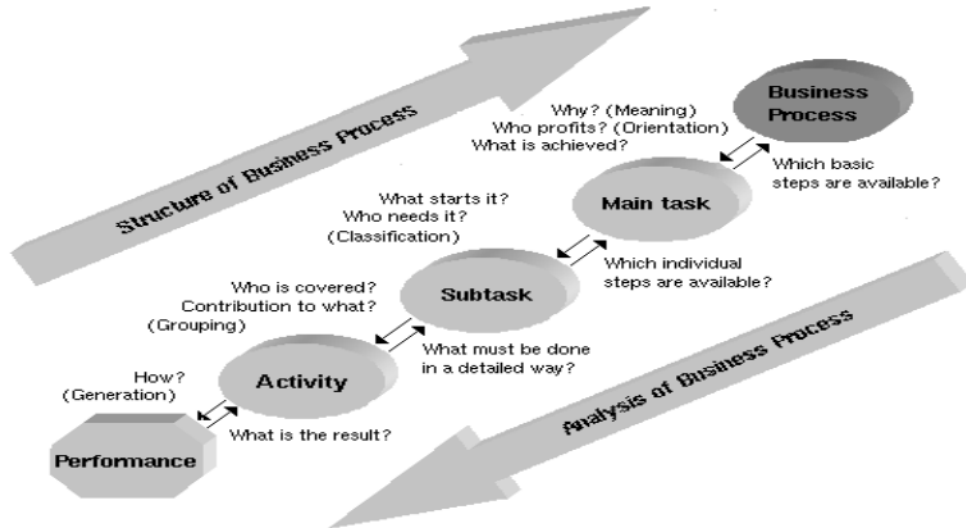 Structure of Business Process
Business
Process
Why? (Meaning)
Who profits? (Orientation)
What is achieved?
Which basic
steps are available?
Main task
What starts it?
Who needs it?
(Classification)
Which individual
steps are available?
Subtask
Who is covered?
Contribution to what?
(Grouping)
What must be done
in a detailed way?
Activity
How?
(Generation)
What is the result?
Performance
Analysis of Business Process